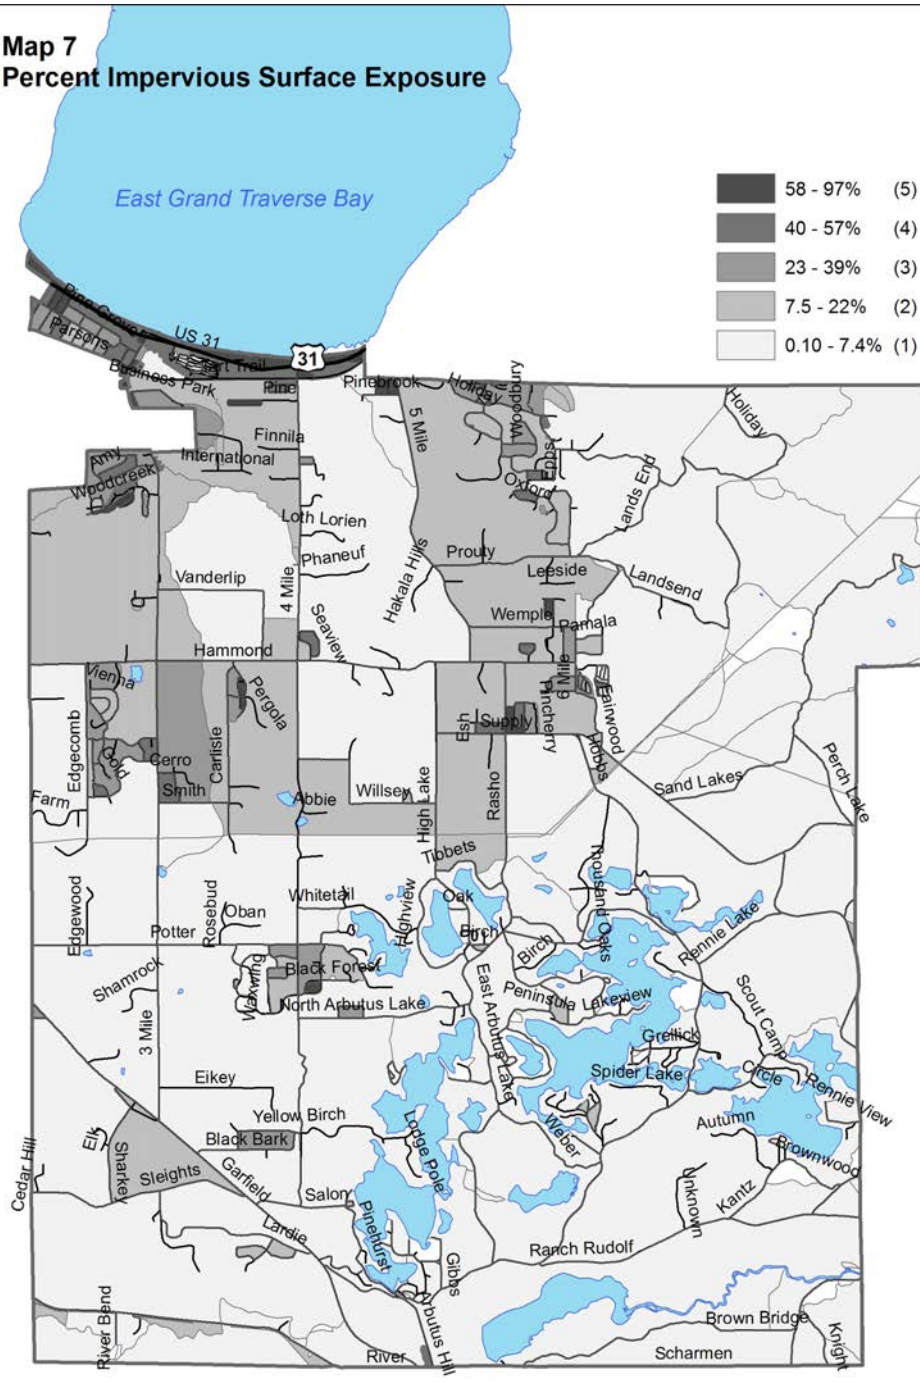 Map 7
Percent Impervious Surface Exposure
East Grand Traverse Bay
58 - 97% (5)
40 - 57% (4)
23 - 39% (3)
7.5 - 22% (2)
0.10 - 7.4% (1)
Pine Grove
Parsons
US 31
31
Tart Trail
Business Park
Pine
Pinebrook
Holiday
Woodbury
Holiday
5 Mile
Finnila
International
Amy
Woodcreek
Epps
Oxford
Lands End
Loth Lorien
Phaneuf
Hakala Hills
Prouty
Leeside
Landsend
Vanderlip
4 Mile
Seaview
Wemple
Pamala
Hammond
6 Mile
Vienna
Pergola
Esh
Supply
Pincherry
Fairwood
Hobbs
Edgecomb
Gold
Cerro
Carlisle
Smith
Farm
Abbie
Willsey
High Lake
Rasho
Sand Lakes
Perch Lake
Tibbets
Thousand Oaks
Edgewood
Rosebud
Oban
Whitetail
Highview
Oak
Birch
Birch
Potter
Rennie Lake
Shamrock
Waxwing
Black Forest
North Arbutus Lake
East Arbutus Lake
Peninsula Lakeview
Scout Camp
3 Mile
Grellick
Spider Lake
Circle
Rennie View
Eikey
Yellow Birch
Black Bark
Lodge Pole
Weber
Autumn
Brownwood
Cedar Hill
Elk
Sharkey
Sleights
Garfield
Salon
Pinehurst
Unknown
Kantz
Lardie
Gibbs
Ranch Rudolf
River Bend
River
Arbutus Hill
Brown Bridge
Scharmen
Knight